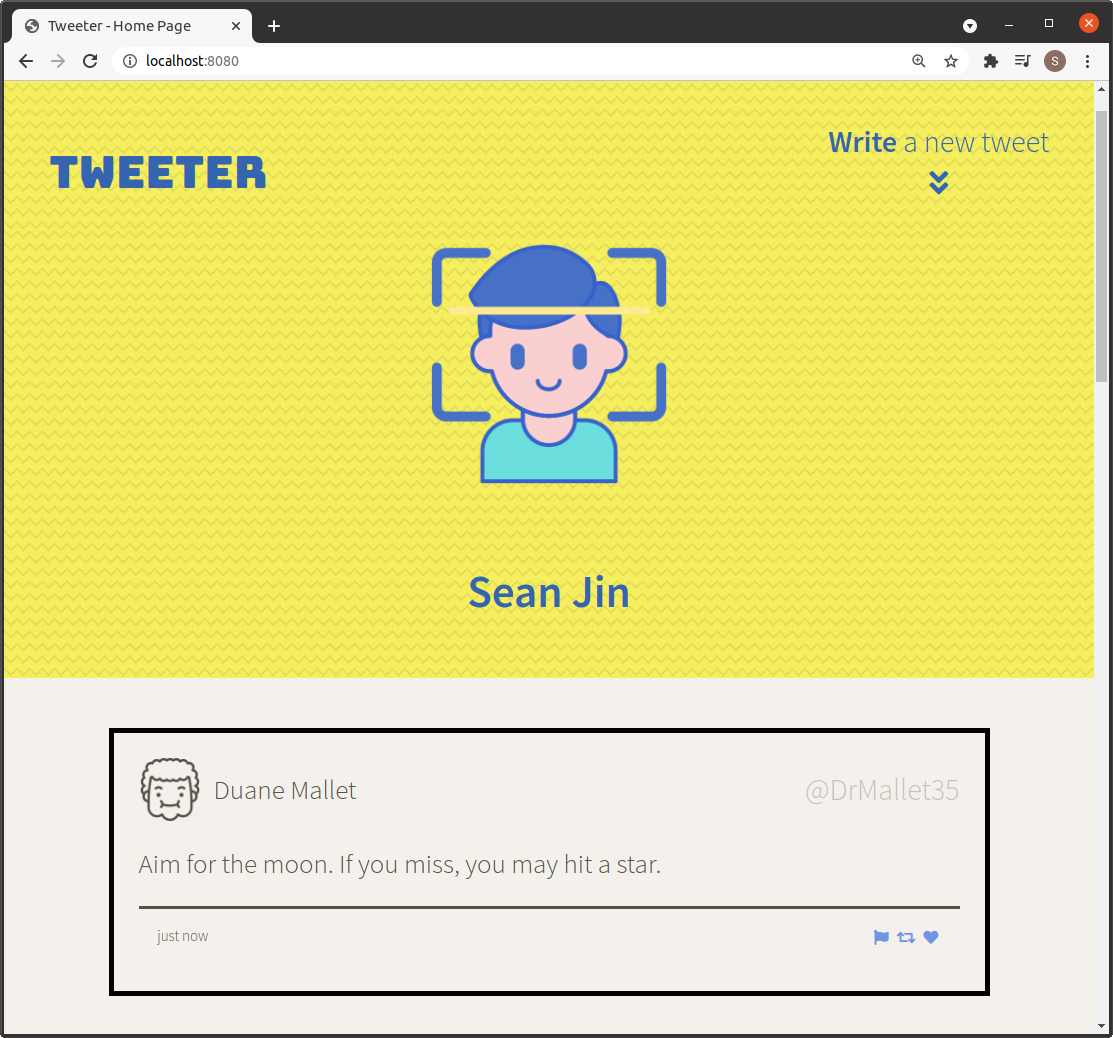 Tweeter - Home Page
localhost:8080
S
Write a new tweet
TWEETER
Sean Jin
Duane Mallet
@DrMallet35
Aim for the moon. If you miss, you may hit a star.
just now